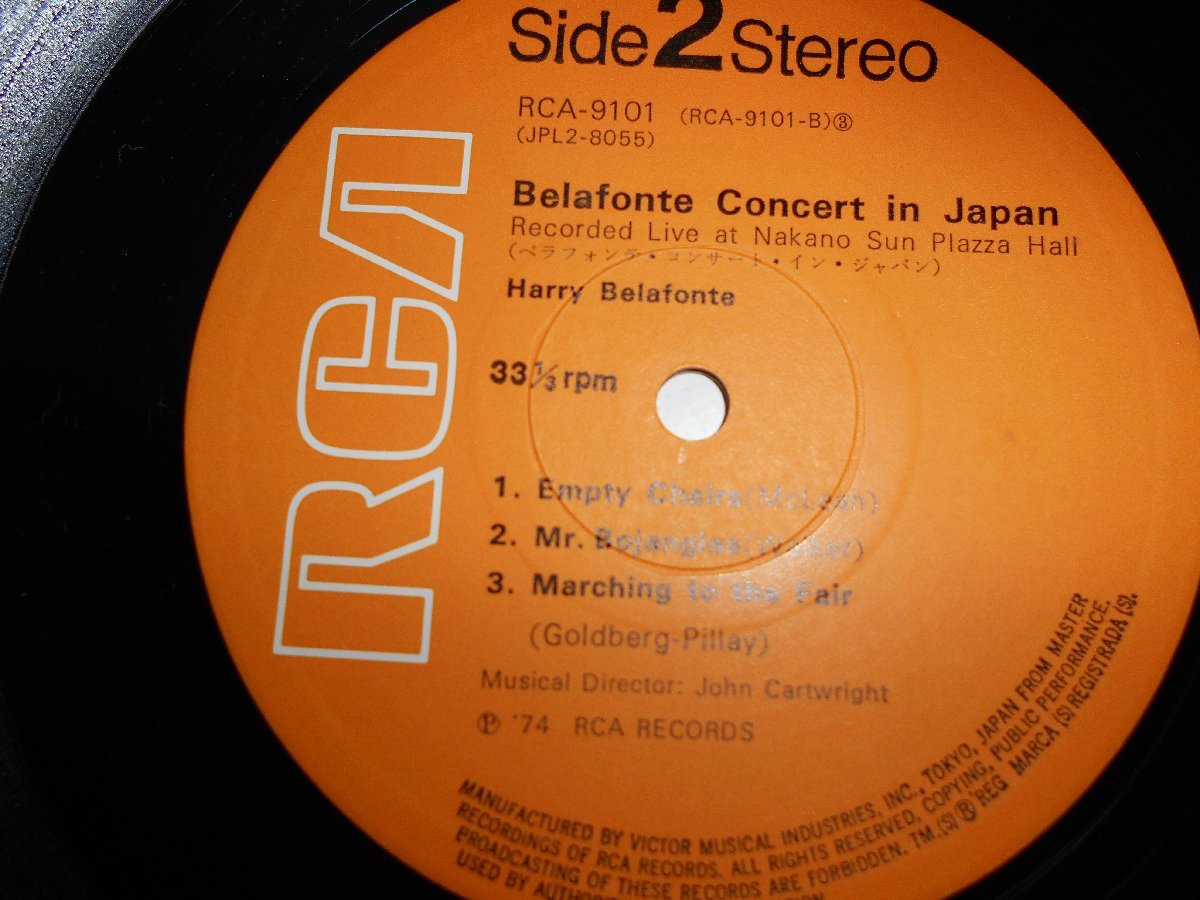 Side 2 Stereo
RCA-9101 (RCA-9101-B)③
(JPL2-8055)
Belafonte Concert in Japan
Recorded Live at Nakano Sun Plazza Hall
(ベラフォンテ・コンサート・イン・ジャパン)
Harry Belafonte
33⅓ rpm
1. Empty Chairs(McLean)
2. Mr. Bojangles(Walker)
3. Marching to the Fair
(Goldberg-Pillay)
Musical Director: John Cartwright
Ⓟ '74 RCA RECORDS
RCA
MANUFACTURED BY VICTOR MUSICAL INDUSTRIES, INC., TOKYO, JAPAN FROM MASTER
RECORDINGS OF RCA RECORDS. ALL RIGHTS RESERVED, COPYING, PUBLIC PERFORMANCE,
BROADCASTING OF THESE RECORDS ARE FORBIDDEN, TM.(S)® REG MARCA (S) REGISTRADA (S).
USED BY